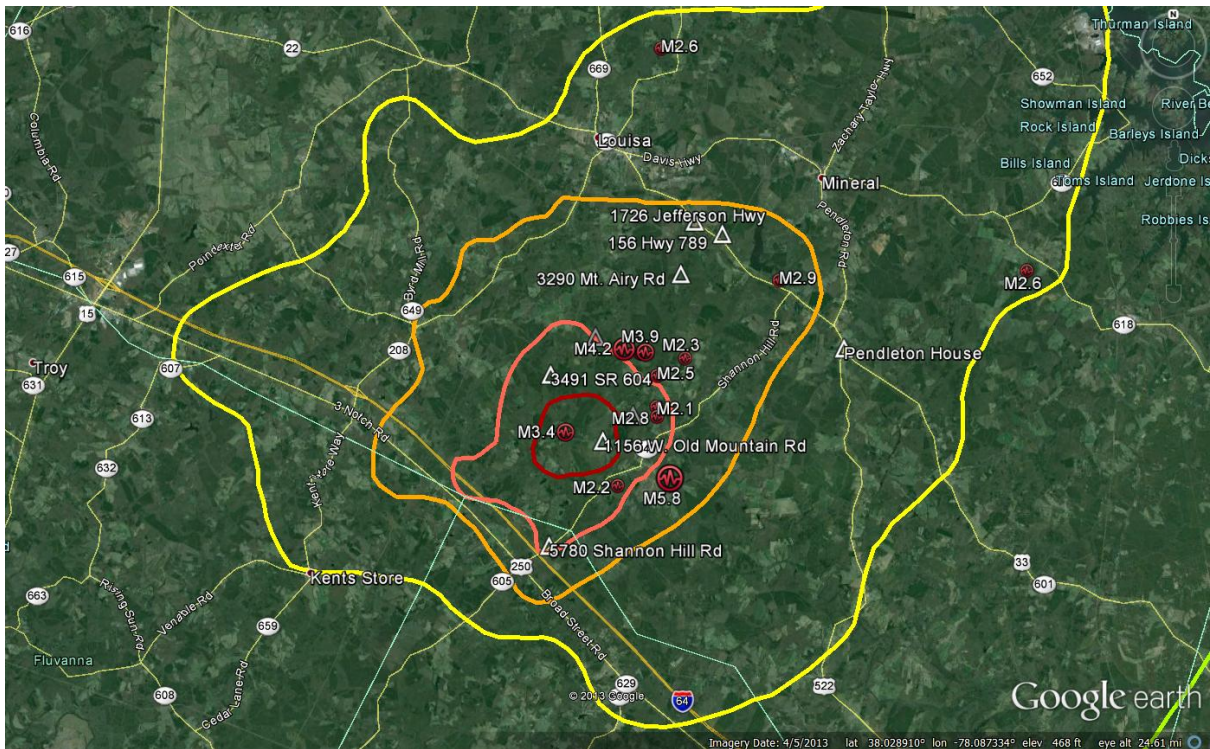 Thurman Island
616
22
M2.6
669
652
Zachary Taylor Hwy
Showman Island
River Be
Rock Island
Barleys Island
Columbia Rd
Louisa
Davis Hwy
Bills Island
Dicks
Toms Island
Jerdone Is
Mineral
Pendleton Rd
1726 Jefferson Hwy
Robbies Is
156 Hwy 789
Poindexter Rd
27
Byrd Mill Rd
615
3290 Mt. Airy Rd
M2.9
M2.6
649
15
618
M3.9
M2.3
M4.2
208
Shannon Hill Rd
Pendleton House
Troy
607
631
3491 SR 604
M2.5
613
3 Notch Rd
M2.1
M2.8
M3.4
1156 W. Old Mountain Rd
632
Kents Store Way
M2.2
M5.8
5780 Shannon Hill Rd
250
33
Kents Store
605
601
663
Rising Sun Rd
Venable Rd
Broad Street Rd
659
Fluvanna
608
Cedar Lane Rd
629
522
© 2013 Google
64
Google earth
Imagery Date: 4/5/2013 lat 38.028910° lon -78.087334° elev 468 ft eye alt 24.61 mi